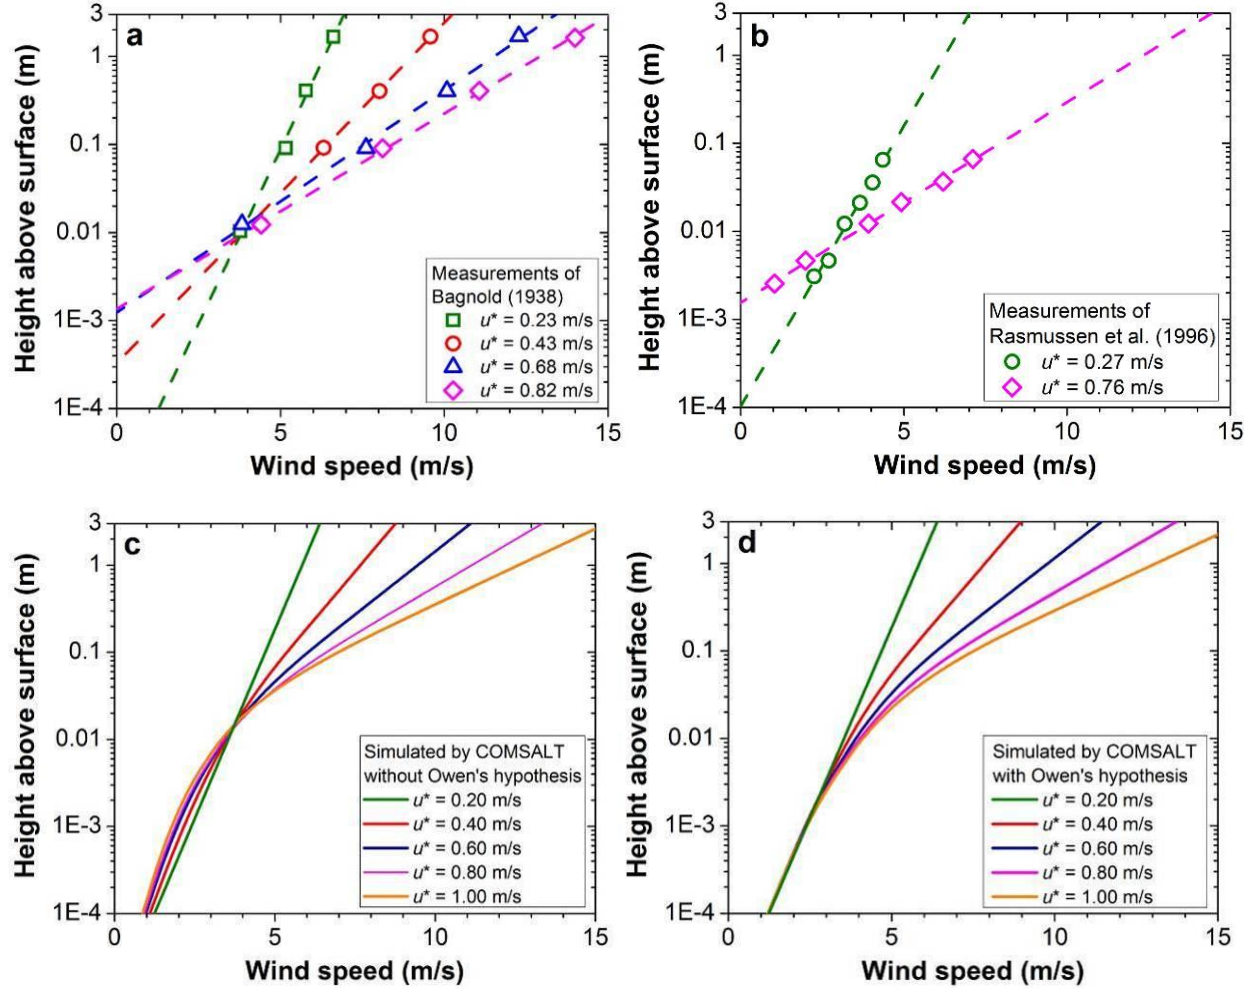 a
Height above surface (m)
3
1
0.1
0.01
1E-3
1E-4
0
5
10
15
Wind speed (m/s)
Measurements of
Bagnold (1938)
u* = 0.23 m/s
u* = 0.43 m/s
u* = 0.68 m/s
u* = 0.82 m/s
b
Height above surface (m)
3
1
0.1
0.01
1E-3
1E-4
0
5
10
15
Wind speed (m/s)
Measurements of
Rasmussen et al. (1996)
u* = 0.27 m/s
u* = 0.76 m/s
c
Height above surface (m)
3
1
0.1
0.01
1E-3
1E-4
0
5
10
15
Wind speed (m/s)
Simulated by COMSALT
without Owen's hypothesis
u* = 0.20 m/s
u* = 0.40 m/s
u* = 0.60 m/s
u* = 0.80 m/s
u* = 1.00 m/s
d
Height above surface (m)
3
1
0.1
0.01
1E-3
1E-4
0
5
10
15
Wind speed (m/s)
Simulated by COMSALT
with Owen's hypothesis
u* = 0.20 m/s
u* = 0.40 m/s
u* = 0.60 m/s
u* = 0.80 m/s
u* = 1.00 m/s